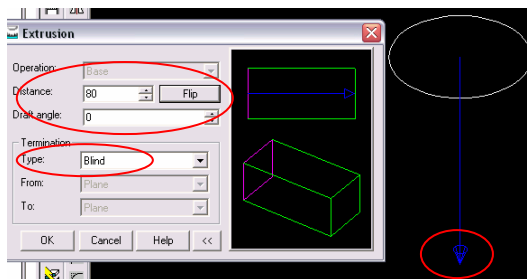 Extrusion
Operation: Base
Distance: 80 Flip
Draft angle: 0
Termination
Type: Blind
From: Plane
To: Plane
OK Cancel Help <<